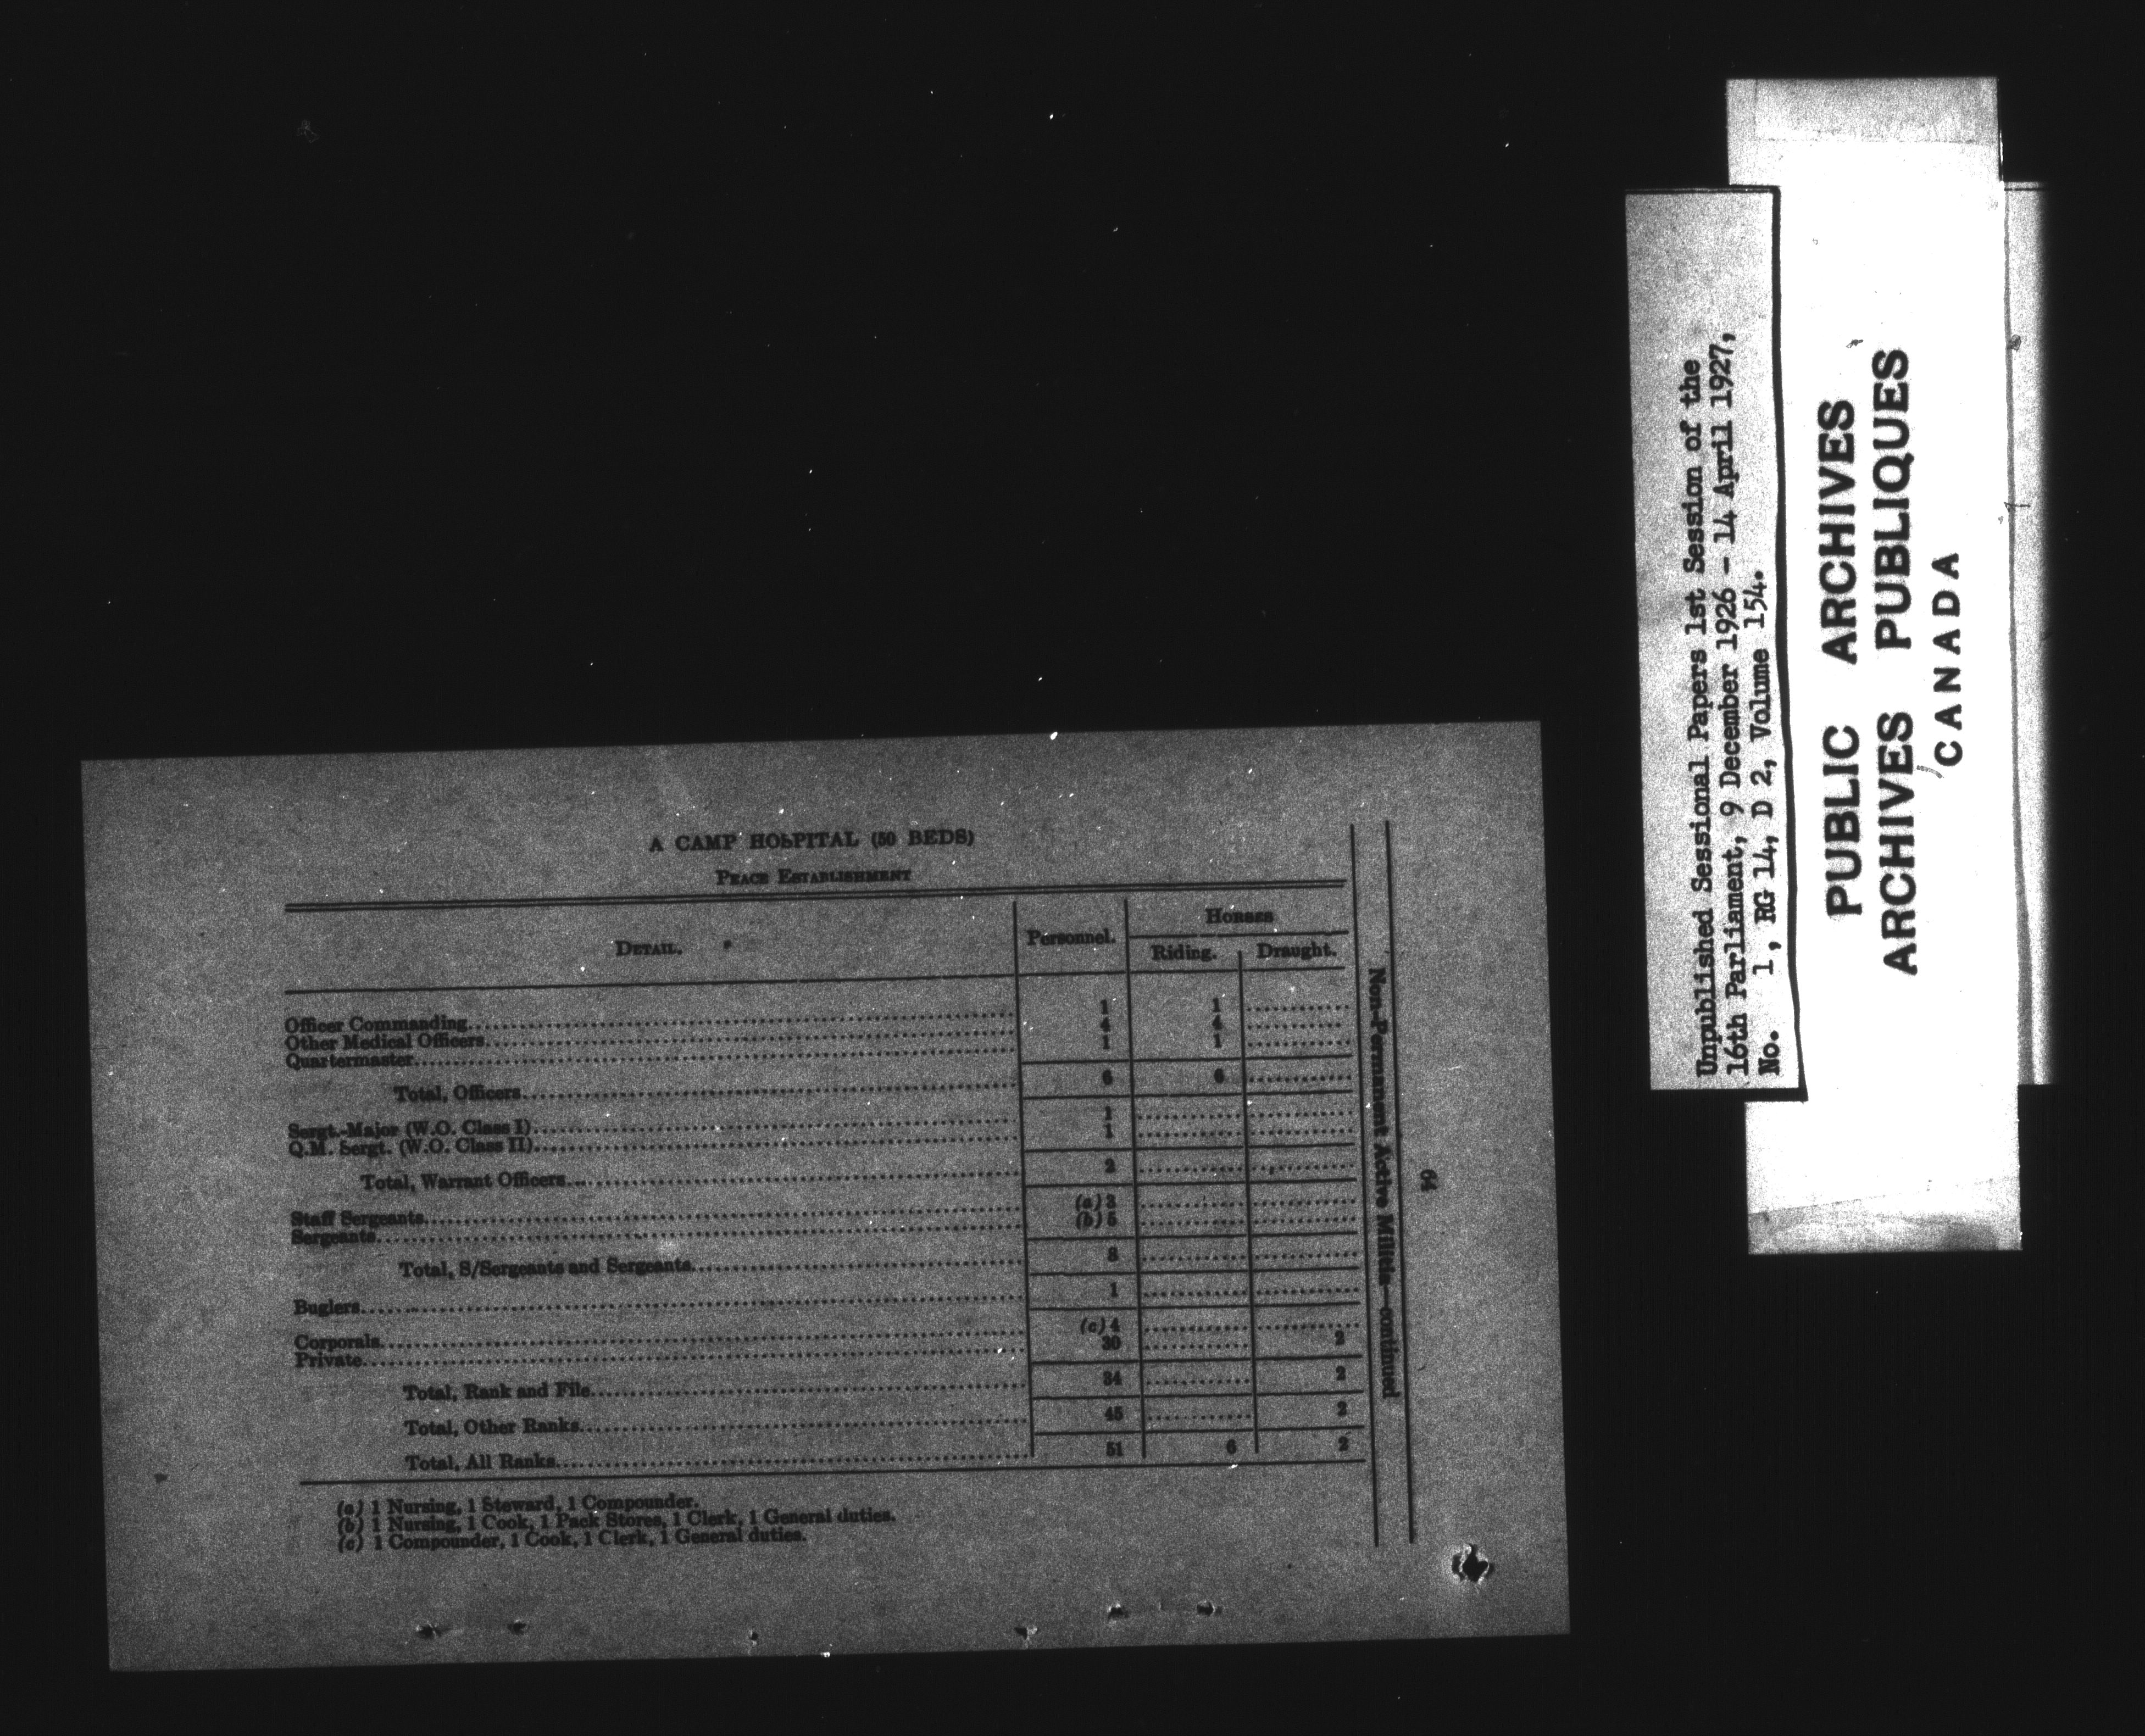 A CAMP HOSPITAL (50 BEDS)
PEACE ESTABLISHMENT
DETAIL. Personnel. HORSES
Riding. Draught.
Officer Commanding 1 1
Other Medical Officers 4 4
Quartermaster 1 1
Total, Officers 6 6
Sergt.-Major (W.O. Class I) 1
Q.M. Sergt. (W.O. Class II) 1
Total, Warrant Officers 2
Staff Sergeants (a) 3
Sergeants (b) 5
Total, S/Sergeants and Sergeants 8
Buglers 1
Corporals (c) 4
Private 30 2
Total, Rank and File 34 2
Total, Other Ranks 45 2
Total, All Ranks 51 6 2
(a) 1 Nursing, 1 Steward, 1 Compounder.
(b) 1 Nursing, 1 Cook, 1 Pack Stores, 1 Clerk, 1 General duties.
(c) 1 Compounder, 1 Cook, 1 Clerk, 1 General duties.
Non-Permanent Active Militia—continued
64
Unpublished Sessional Papers 1st Session of the
16th Parliament, 9 December 1926 - 14 April 1927,
No. 1, RG 14, D 2, Volume 154.
PUBLIC ARCHIVES
ARCHIVES PUBLIQUES
CANADA